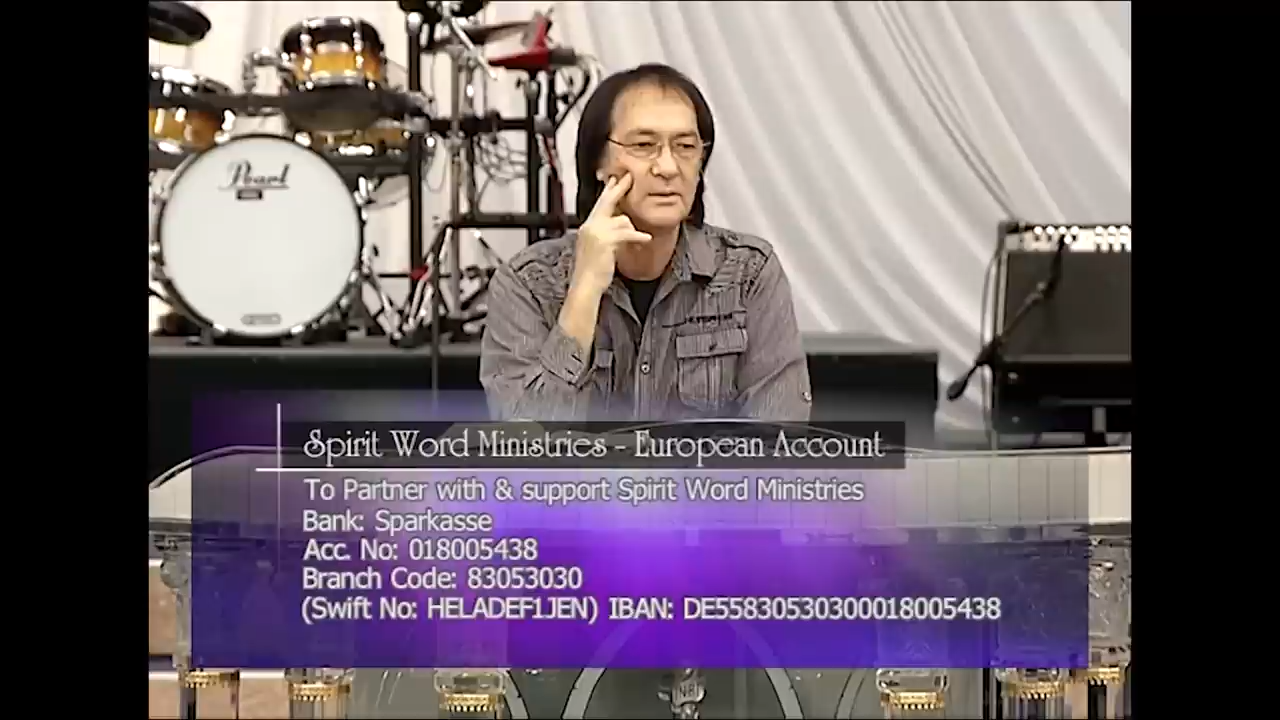 Pearl
Spirit Word Ministries - European Account
To Partner with & support Spirit Word Ministries
Bank: Sparkasse
Acc. No: 018005438
Branch Code: 83053030
(Swift No: HELADEF1JEN) IBAN: DE55830530300018005438